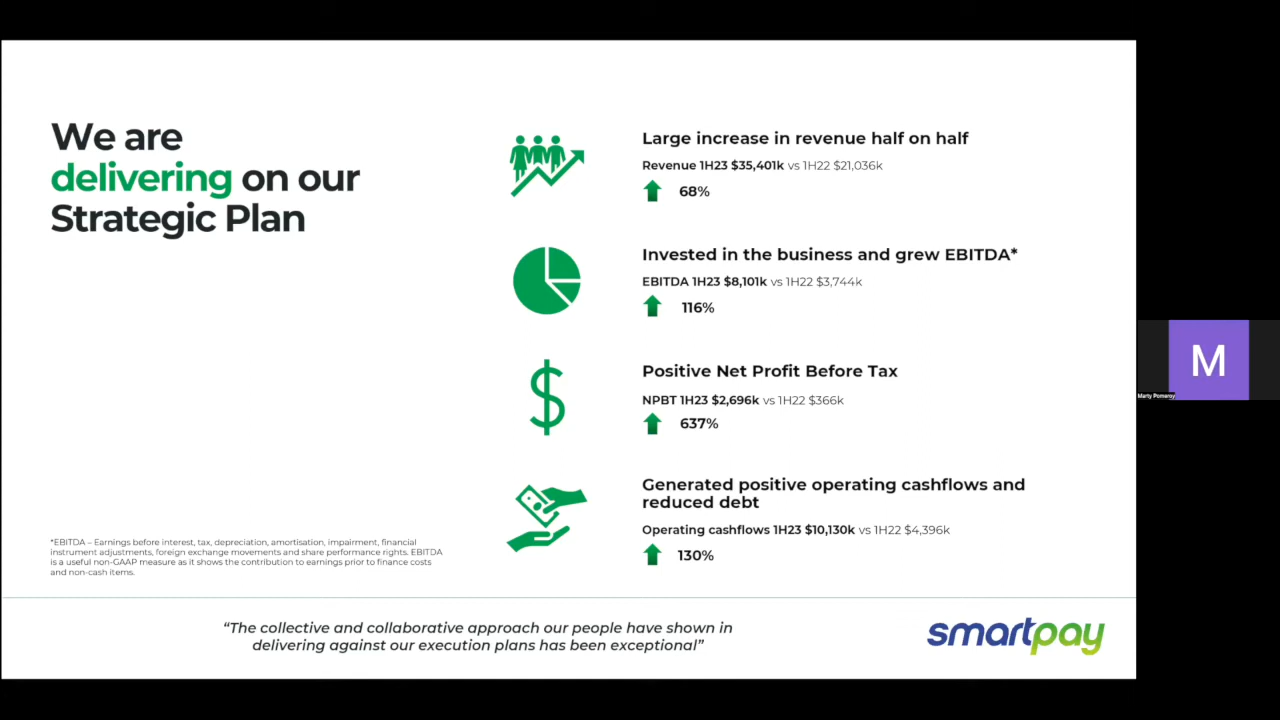 We are
delivering on our
Strategic Plan
Large increase in revenue half on half
Revenue 1H23 $35,401k vs 1H22 $21,036k
68%
Invested in the business and grew EBITDA*
EBITDA 1H23 $8,101k vs 1H22 $3,744k
116%
Positive Net Profit Before Tax
NPBT 1H23 $2,696k vs 1H22 $366k
637%
Generated positive operating cashflows and
reduced debt
Operating cashflows 1H23 $10,130k vs 1H22 $4,396k
130%
*EBITDA – Earnings before interest, tax, depreciation, amortisation, impairment, financial
instrument adjustments, foreign exchange movements and share performance rights. EBITDA
is a useful non-GAAP measure as it shows the contribution to earnings prior to finance costs
and non-cash items.
“The collective and collaborative approach our people have shown in
delivering against our execution plans has been exceptional”
smartpay
M
Marty Pomeroy